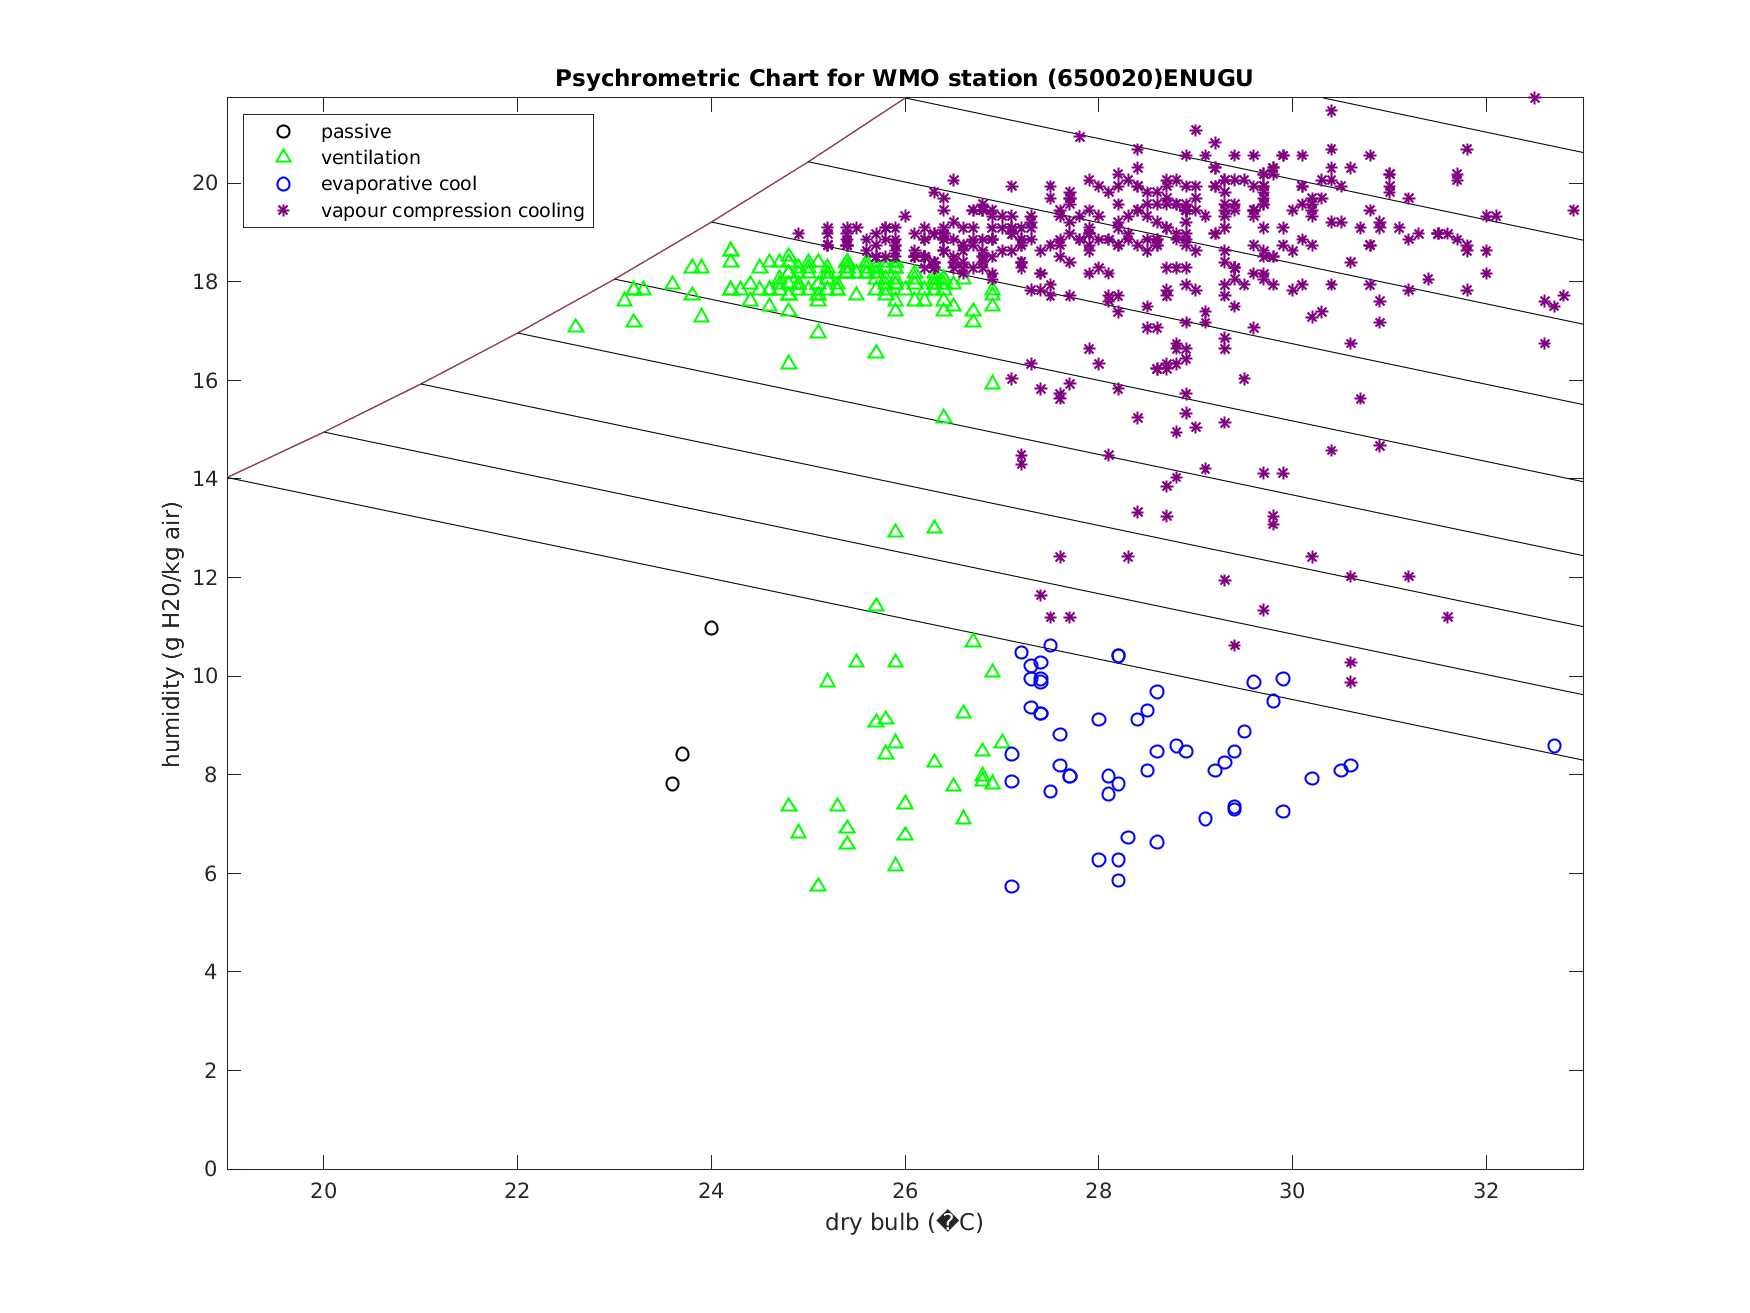 Psychrometric Chart for WMO station (650020)ENUGU
passive
ventilation
evaporative cool
vapour compression cooling
humidity (g H20/kg air)
20
18
16
14
12
10
8
6
4
2
0
20 22 24 26 28 30 32
dry bulb (�C)